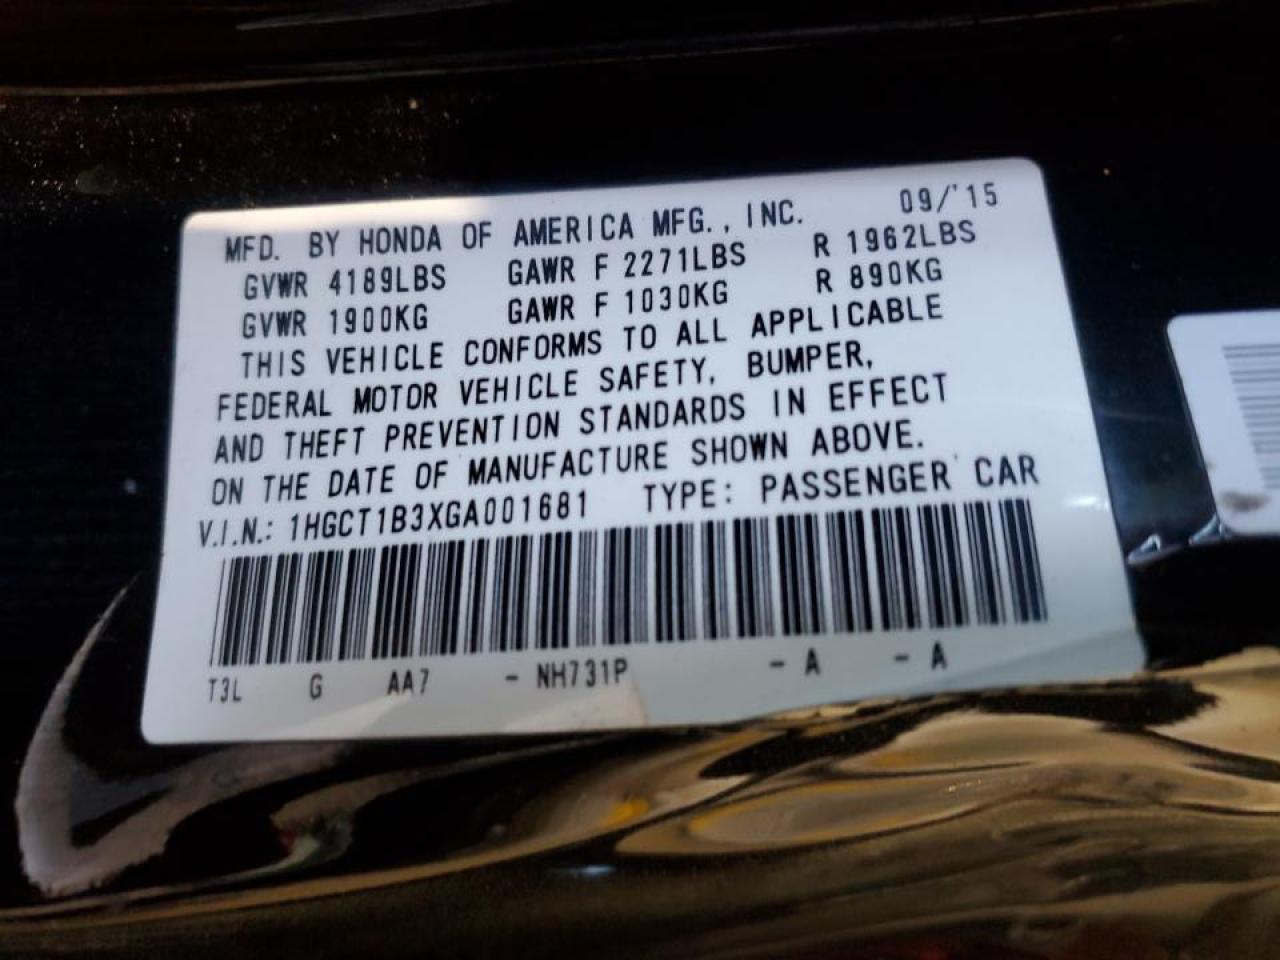 MFD. BY HONDA OF AMERICA MFG., INC. 09/'15
GVWR 4189LBS GAWR F 2271LBS R 1962LBS
GVWR 1900KG GAWR F 1030KG R 890KG
THIS VEHICLE CONFORMS TO ALL APPLICABLE
FEDERAL MOTOR VEHICLE SAFETY, BUMPER,
AND THEFT PREVENTION STANDARDS IN EFFECT
ON THE DATE OF MANUFACTURE SHOWN ABOVE.
V.I.N.: 1HGCT1B3XGA001681 TYPE: PASSENGER CAR
T3L G AA7 - NH731P - A - A